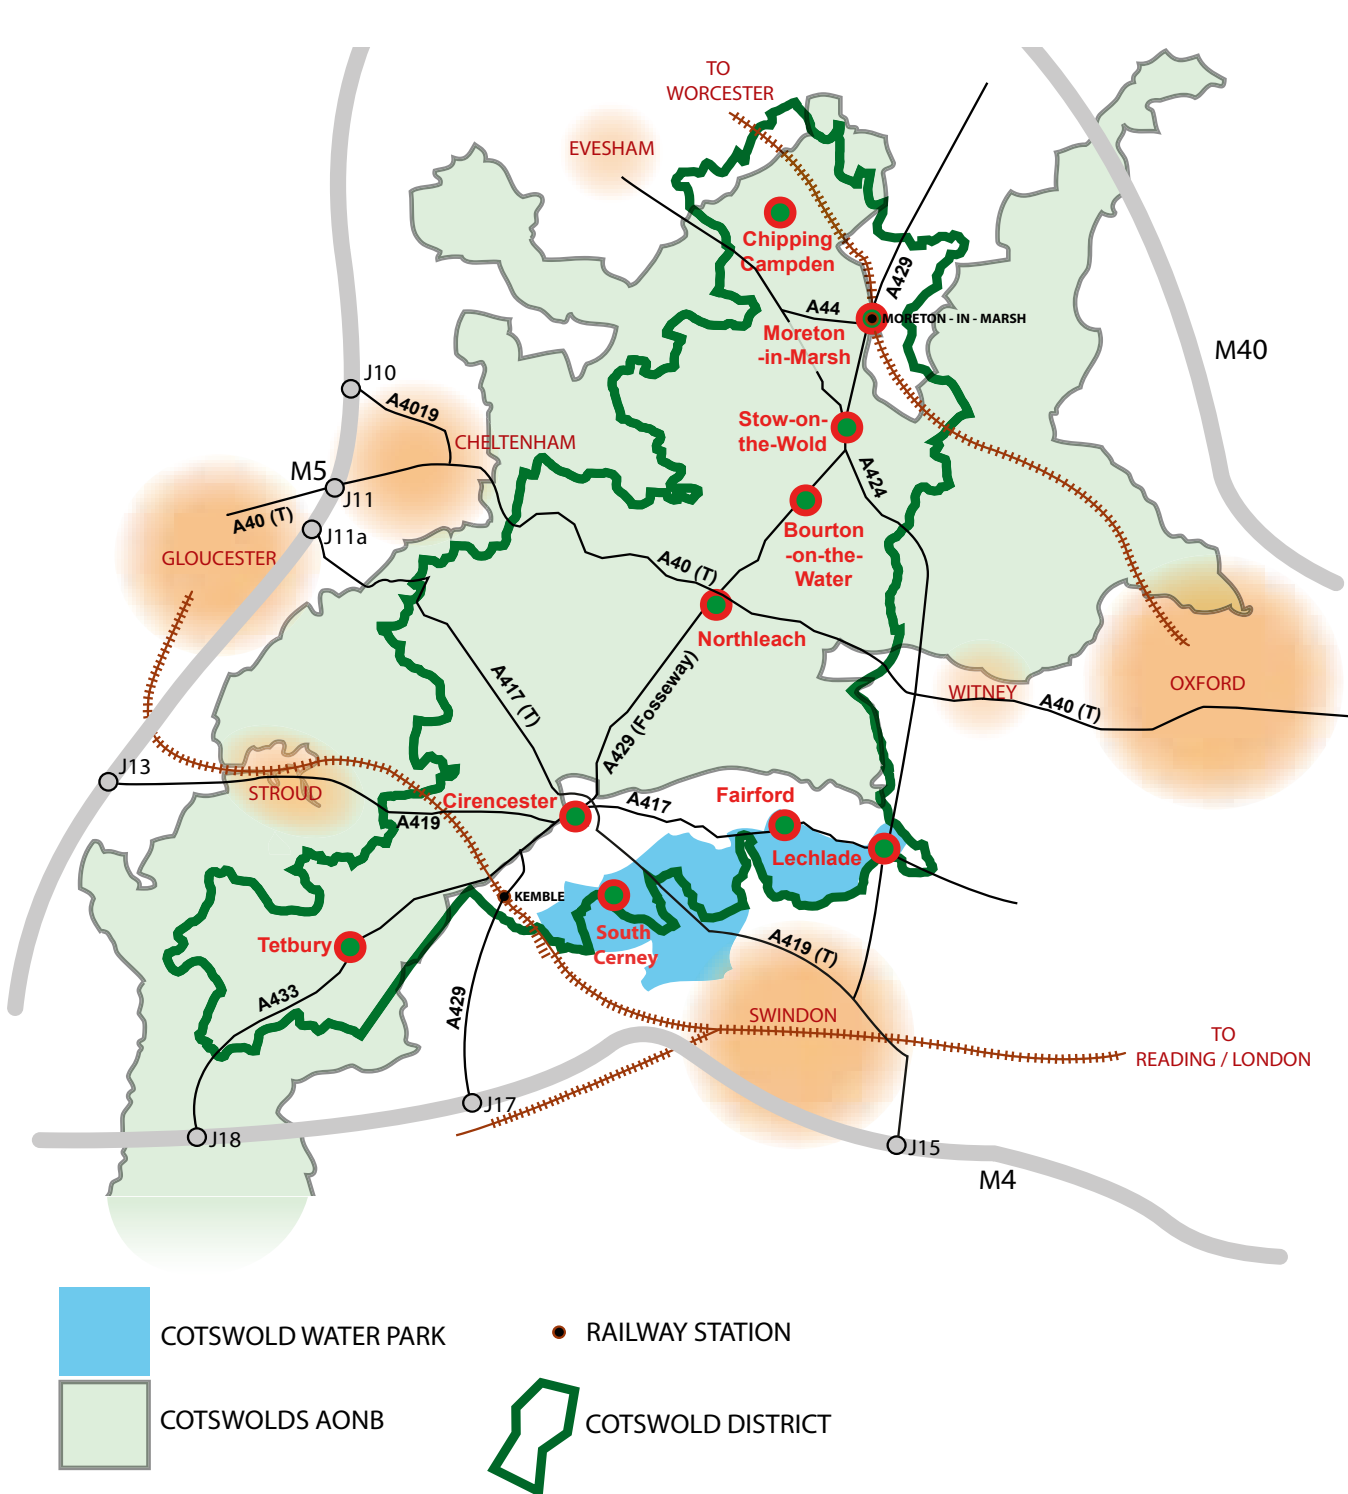 TO
WORCESTER
EVESHAM
Chipping
Campden
A429
A44
MORETON - IN - MARSH
Moreton
-in-Marsh
M40
J10
A4019
Stow-on-
the-Wold
CHELTENHAM
M5
J11
A424
A40 (T)
J11a
Bourton
-on-the-
Water
GLOUCESTER
A40 (T)
Northleach
A417 (T)
A429 (Fosseway)
WITNEY
A40 (T)
OXFORD
J13
STROUD
Cirencester
A417
Fairford
A419
Lechlade
KEMBLE
South
Cerney
Tetbury
A419 (T)
A433
A429
SWINDON
TO
READING / LONDON
J17
J18
J15
M4
COTSWOLD WATER PARK
RAILWAY STATION
COTSWOLDS AONB
COTSWOLD DISTRICT